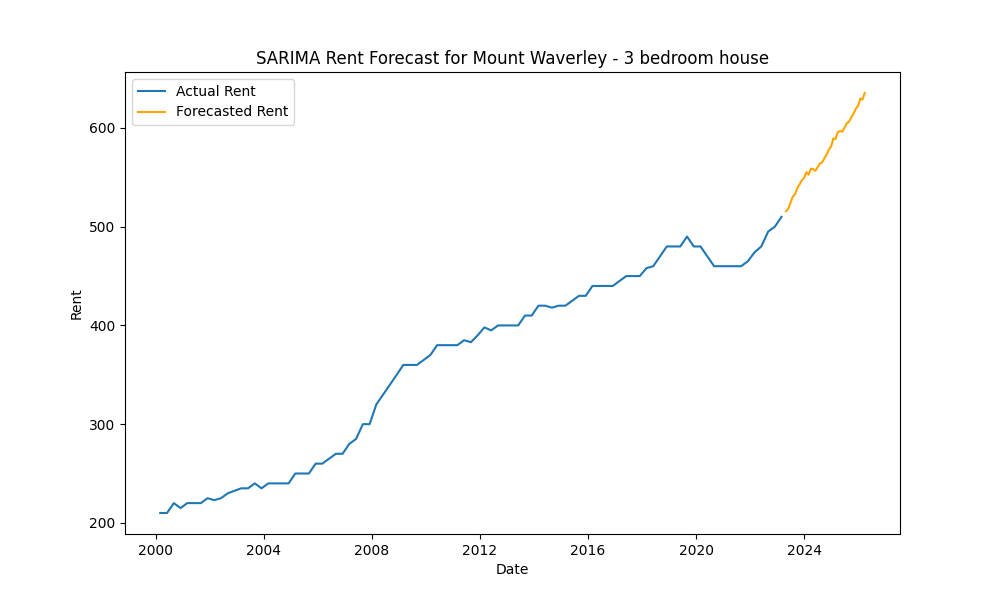 SARIMA Rent Forecast for Mount Waverley - 3 bedroom house
Actual Rent
Forecasted Rent
600
500
400
300
200
Rent
2000 2004 2008 2012 2016 2020 2024
Date